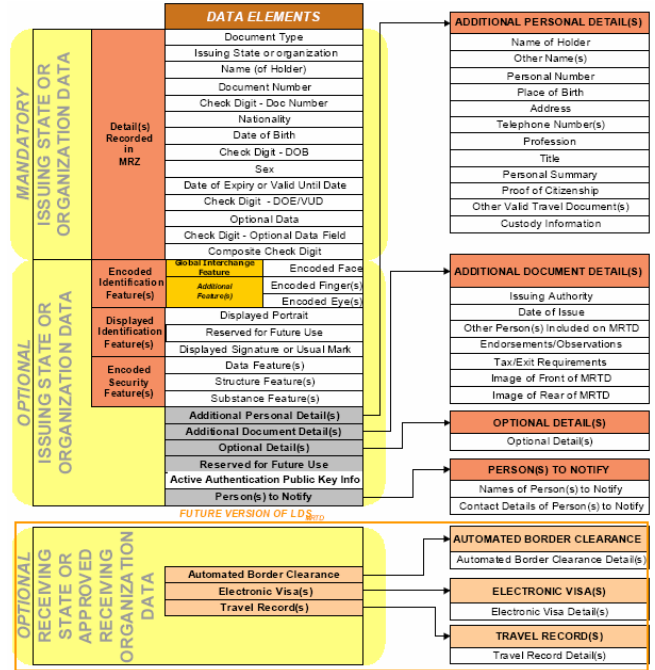 DATA ELEMENTS
MANDATORY
ISSUING STATE OR
ORGANIZATION DATA
Detail(s)
Recorded
in
MRZ
Document Type
Issuing State or organization
Name (of Holder)
Document Number
Check Digit - Doc Number
Nationality
Date of Birth
Check Digit - DOB
Sex
Date of Expiry or Valid Until Date
Check Digit - DOE/VUD
Optional Data
Check Digit - Optional Data Field
Composite Check Digit
OPTIONAL
ISSUING STATE OR
ORGANIZATION DATA
Encoded
Identification
Feature(s)
Global Interchange
Feature
Encoded Face
Additional
Feature(s)
Encoded Finger(s)
Encoded Eye(s)
Displayed
Identification
Feature(s)
Displayed Portrait
Reserved for Future Use
Displayed Signature or Usual Mark
Encoded
Security
Feature(s)
Data Feature(s)
Structure Feature(s)
Substance Feature(s)
Additional Personal Detail(s)
Additional Document Detail(s)
Optional Detail(s)
Reserved for Future Use
Active Authentication Public Key Info
Person(s) to Notify
ADDITIONAL PERSONAL DETAIL(S)
Name of Holder
Other Name(s)
Personal Number
Place of Birth
Address
Telephone Number(s)
Profession
Title
Personal Summary
Proof of Citizenship
Other Valid Travel Document(s)
Custody Information
ADDITIONAL DOCUMENT DETAIL(S)
Issuing Authority
Date of Issue
Other Person(s) Included on MRTD
Endorsements/Observations
Tax/Exit Requirements
Image of Front of MRTD
Image of Rear of MRTD
OPTIONAL DETAIL(S)
Optional Detail(s)
PERSON(S) TO NOTIFY
Names of Person(s) to Notify
Contact Details of Person(s) to Notify
FUTURE VERSION OF LDS MRTD
OPTIONAL
RECEIVING
STATE OR
APPROVED
RECEIVING
ORGANIZATION
DATA
Automated Border Clearance
Electronic Visa(s)
Travel Record(s)
AUTOMATED BORDER CLEARANCE
Automated Border Clearance Detail(s)
ELECTRONIC VISA(S)
Electronic Visa Detail(s)
TRAVEL RECORD(S)
Travel Record Detail(s)